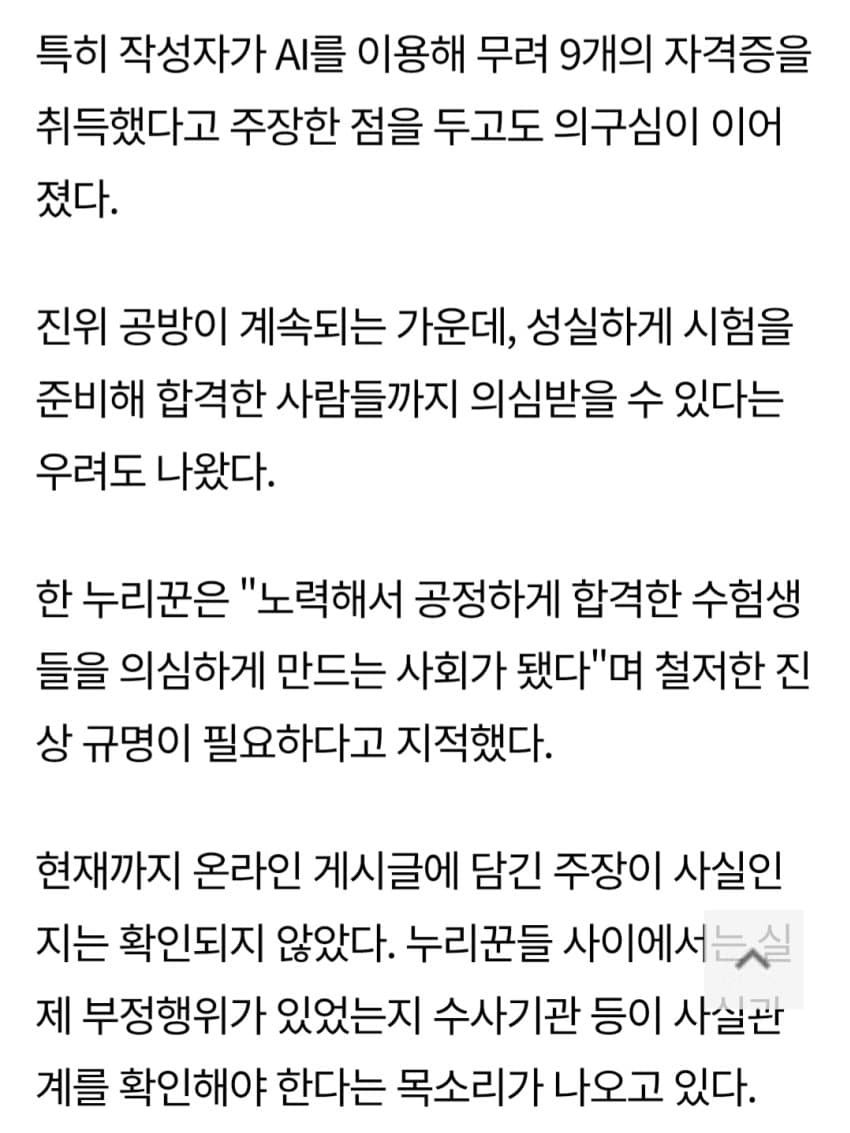 특히 작성자가 AI를 이용해 무려 9개의 자격증을
취득했다고 주장한 점을 두고도 의구심이 이어
졌다.
진위 공방이 계속되는 가운데, 성실하게 시험을
준비해 합격한 사람들까지 의심받을 수 있다는
우려도 나왔다.
한 누리꾼은 "노력해서 공정하게 합격한 수험생
들을 의심하게 만드는 사회가 됐다"며 철저한 진
상 규명이 필요하다고 지적했다.
현재까지 온라인 게시글에 담긴 주장이 사실인
지는 확인되지 않았다. 누리꾼들 사이에서는 실
제 부정행위가 있었는지 수사기관 등이 사실관
계를 확인해야 한다는 목소리가 나오고 있다.